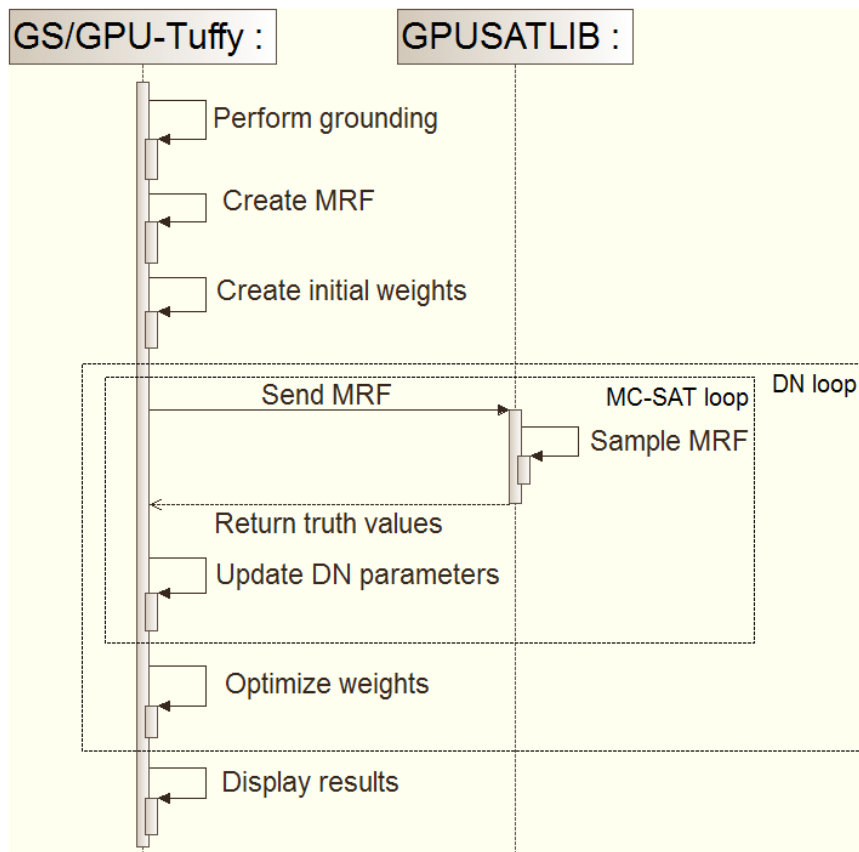 GS/GPU-Tuffy :
GPUSATLIB :
Perform grounding
Create MRF
Create initial weights
DN loop
MC-SAT loop
Send MRF
Sample MRF
Return truth values
Update DN parameters
Optimize weights
Display results